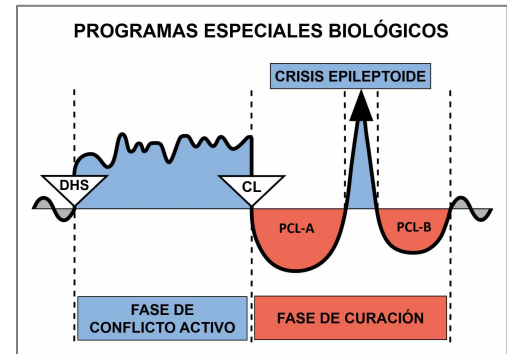 PROGRAMAS ESPECIALES BIOLÓGICOS
CRISIS EPILEPTOIDE
DHS
CL
PCL-A
PCL-B
FASE DE
CONFLICTO ACTIVO
FASE DE CURACIÓN